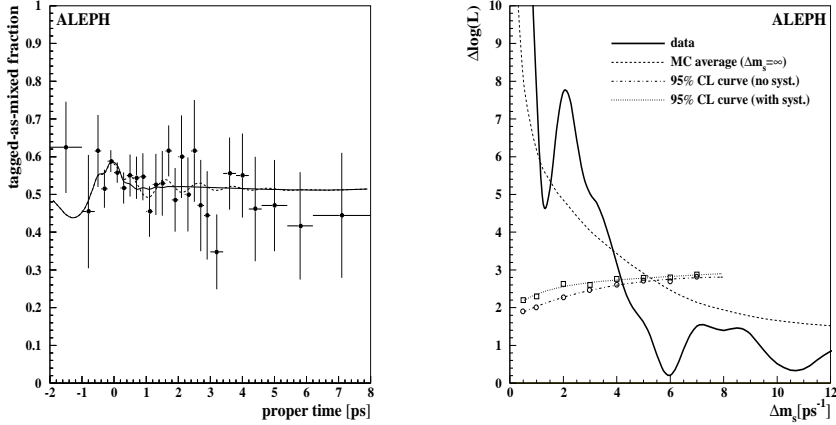 tagged-as-mixed fraction
ALEPH
1
0.9
0.8
0.7
0.6
0.5
0.4
0.3
0.2
0.1
0
-2 -1 0 1 2 3 4 5 6 7 8
proper time [ps]
Δlog(L)
ALEPH
10
9
8
7
6
5
4
3
2
1
0
data
MC average (Δmₛ=∞)
95% CL curve (no syst.)
95% CL curve (with syst.)
0 2 4 6 8 10 12
Δmₛ[ps⁻¹]